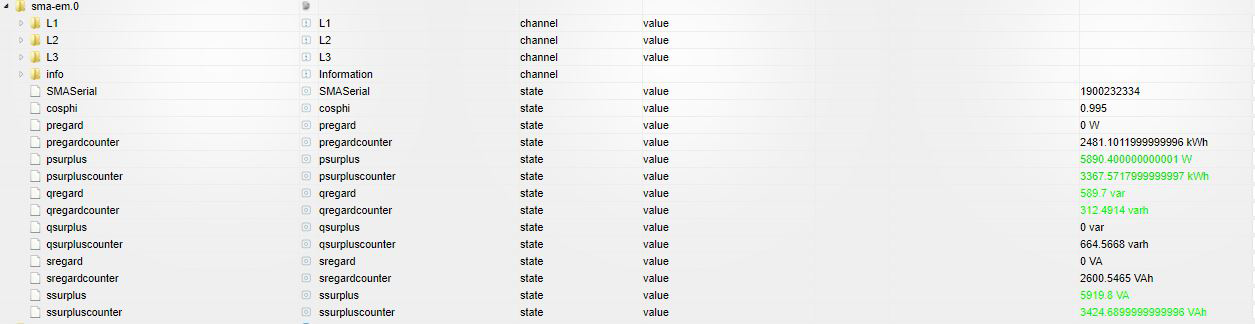 sma-em.0
L1 L1 channel value
L2 L2 channel value
L3 L3 channel value
info Information channel
SMASerial SMASerial state value 1900232334
cosphi cosphi state value 0.995
pregard pregard state value 0 W
pregardcounter pregardcounter state value 2481.1011999999996 kWh
psurplus psurplus state value 5890.400000000001 W
psurpluscounter psurpluscounter state value 3367.5717999999997 kWh
qregard qregard state value 589.7 var
qregardcounter qregardcounter state value 312.4914 varh
qsurplus qsurplus state value 0 var
qsurpluscounter qsurpluscounter state value 664.5668 varh
sregard sregard state value 0 VA
sregardcounter sregardcounter state value 2600.5465 VAh
ssurplus ssurplus state value 5919.8 VA
ssurpluscounter ssurpluscounter state value 3424.6899999999996 VAh